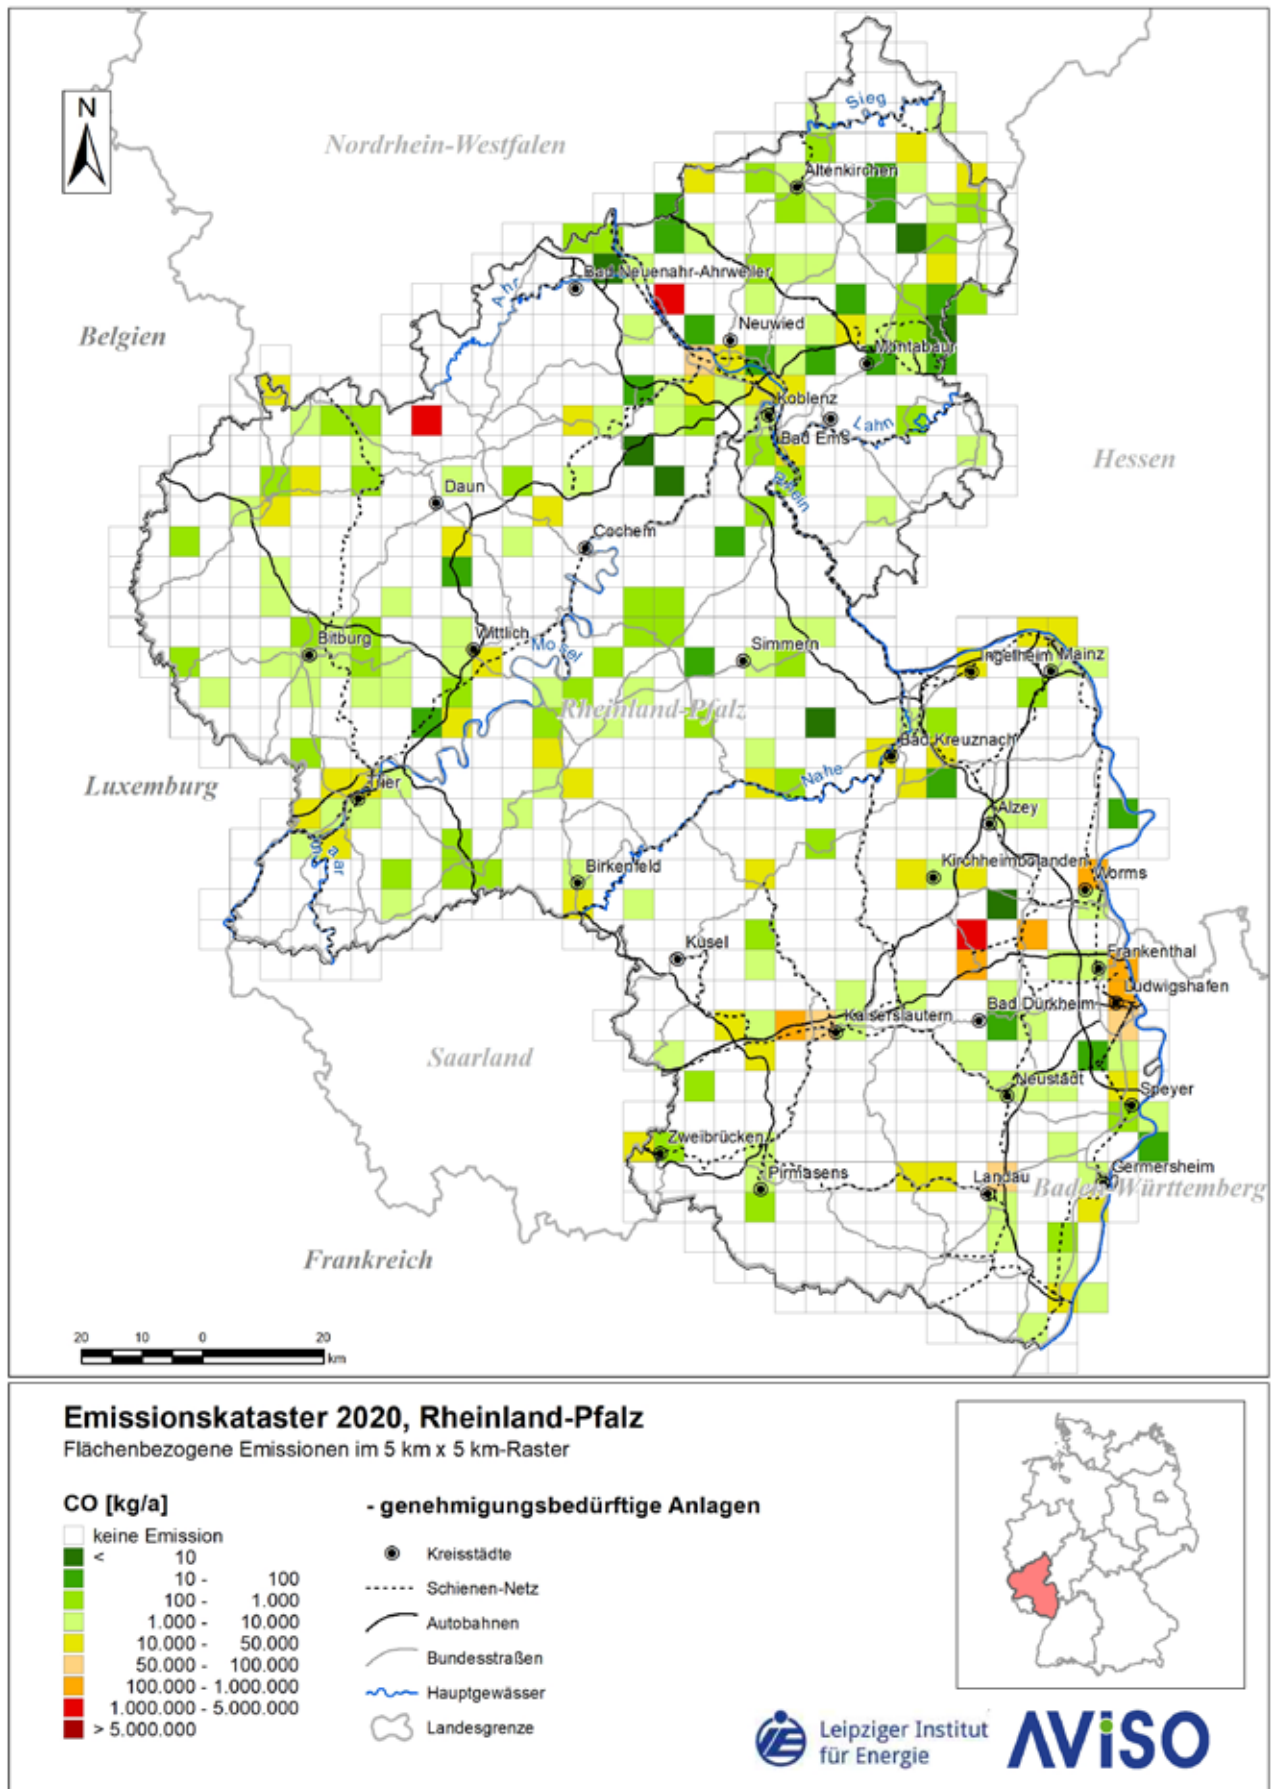 N
Nordrhein-Westfalen
Sieg
Altenkirchen
Bad Neuenahr-Ahrweiler
Ahr
Belgien
Neuwied
Montabaur
Koblenz
Lahn
Bad Ems
Hessen
Rhein
Daun
Cochem
Bitburg
Wittlich
Mosel
Simmern
Ingelheim
Mainz
Rheinland-Pfalz
Bad Kreuznach
Luxemburg
Trier
Nahe
Alzey
Saar
Birkenfeld
Kirchheimbolanden
Worms
Kusel
Frankenthal
Ludwigshafen
Bad Dürkheim
Kaiserslautern
Saarland
Neustadt
Speyer
Zweibrücken
Pirmasens
Landau
Germersheim
Baden-Württemberg
Frankreich
20 10 0 20
km
Emissionskataster 2020, Rheinland-Pfalz
Flächenbezogene Emissionen im 5 km x 5 km-Raster
CO [kg/a]
keine Emission
< 10
10 - 100
100 - 1.000
1.000 - 10.000
10.000 - 50.000
50.000 - 100.000
100.000 - 1.000.000
1.000.000 - 5.000.000
> 5.000.000
- genehmigungsbedürftige Anlagen
Kreisstädte
Schienen-Netz
Autobahnen
Bundesstraßen
Hauptgewässer
Landesgrenze
Leipziger Institut
für Energie
AViSO